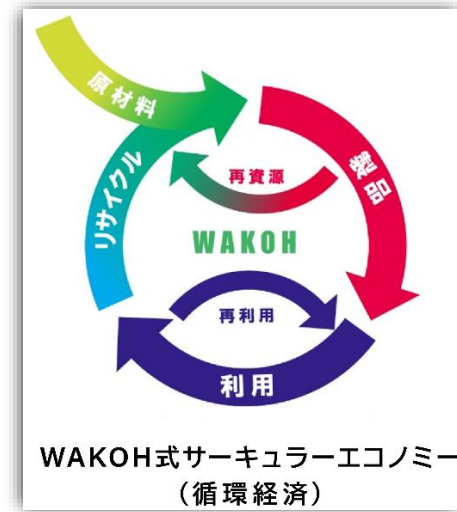 原材料
製品
再資源
リサイクル
WAKOH
再利用
利用
WAKOH式サーキュラーエコノミー
(循環経済)